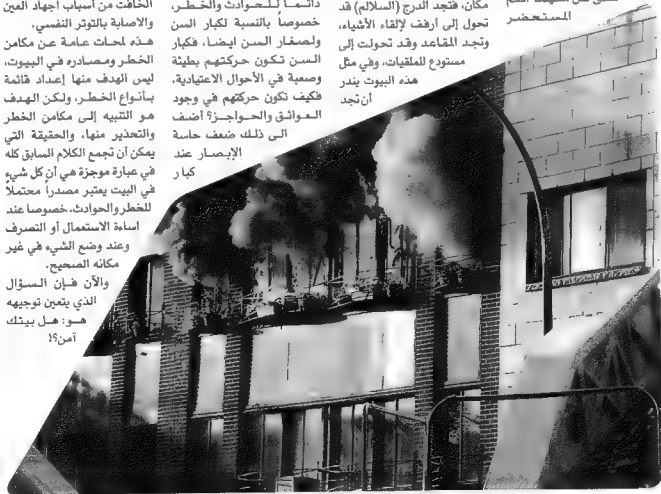 المستحضر
مكان، فتجد الدرج (السلالم) قد
تحول إلى أرفف لإلقاء الأشياء،
وتجد المقاعد وقد تحولت إلى
مستودع للملقيات، وفي مثل
هذه البيوت يندر
أن تجد
دائماً للحوادث والخطر،
خصوصاً بالنسبة لكبار السن
ولصغار السن أيضا، فكبار
السن تكون حركتهم بطيئة
وصعبة في الأحوال الاعتيادية،
فكيف تكون حركتهم في وجود
العوائق والحواجز؟ أضف
الى ذلك ضعف حاسة
الإبصار عند
كبار
الخافت من أسباب أجهاد العين
والاصابة بالتوتر النفسي.
هذه لمحات عامة عن مكامن
الخطر ومصادره في البيوت،
ليس الهدف منها إعداد قائمة
بأنواع الخطر، ولكن الهدف
هو التنبيه إلى مكامن الخطر
والتحذير منها، والحقيقة التي
يمكن أن تجمع الكلام السابق كله
في عبارة موجزة هي أن كل شيء
في البيت يعتبر مصدراً محتملاً
للخطر والحوادث، خصوصا عند
اساءة الاستعمال أو التصرف
وعند وضع الشيء في غير
مكانه الصحيح.
والآن فإن السؤال
الذي يتعين توجيهه
هو: هل بيتك
آمن؟!